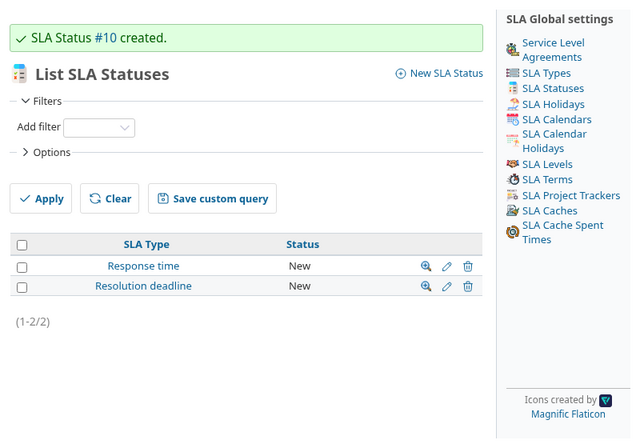 SLA Status #10 created.
List SLA Statuses
New SLA Status
Filters
Add filter
Options
Apply
Clear
Save custom query
SLA Type Status
Response time New
Resolution deadline New
(1-2/2)
SLA Global settings
Service Level
Agreements
SLA Types
SLA Statuses
SLA Holidays
SLA Calendars
SLA Calendar
Holidays
SLA Levels
SLA Terms
SLA Project Trackers
SLA Caches
SLA Cache Spent
Times
Icons created by
Magnific Flaticon